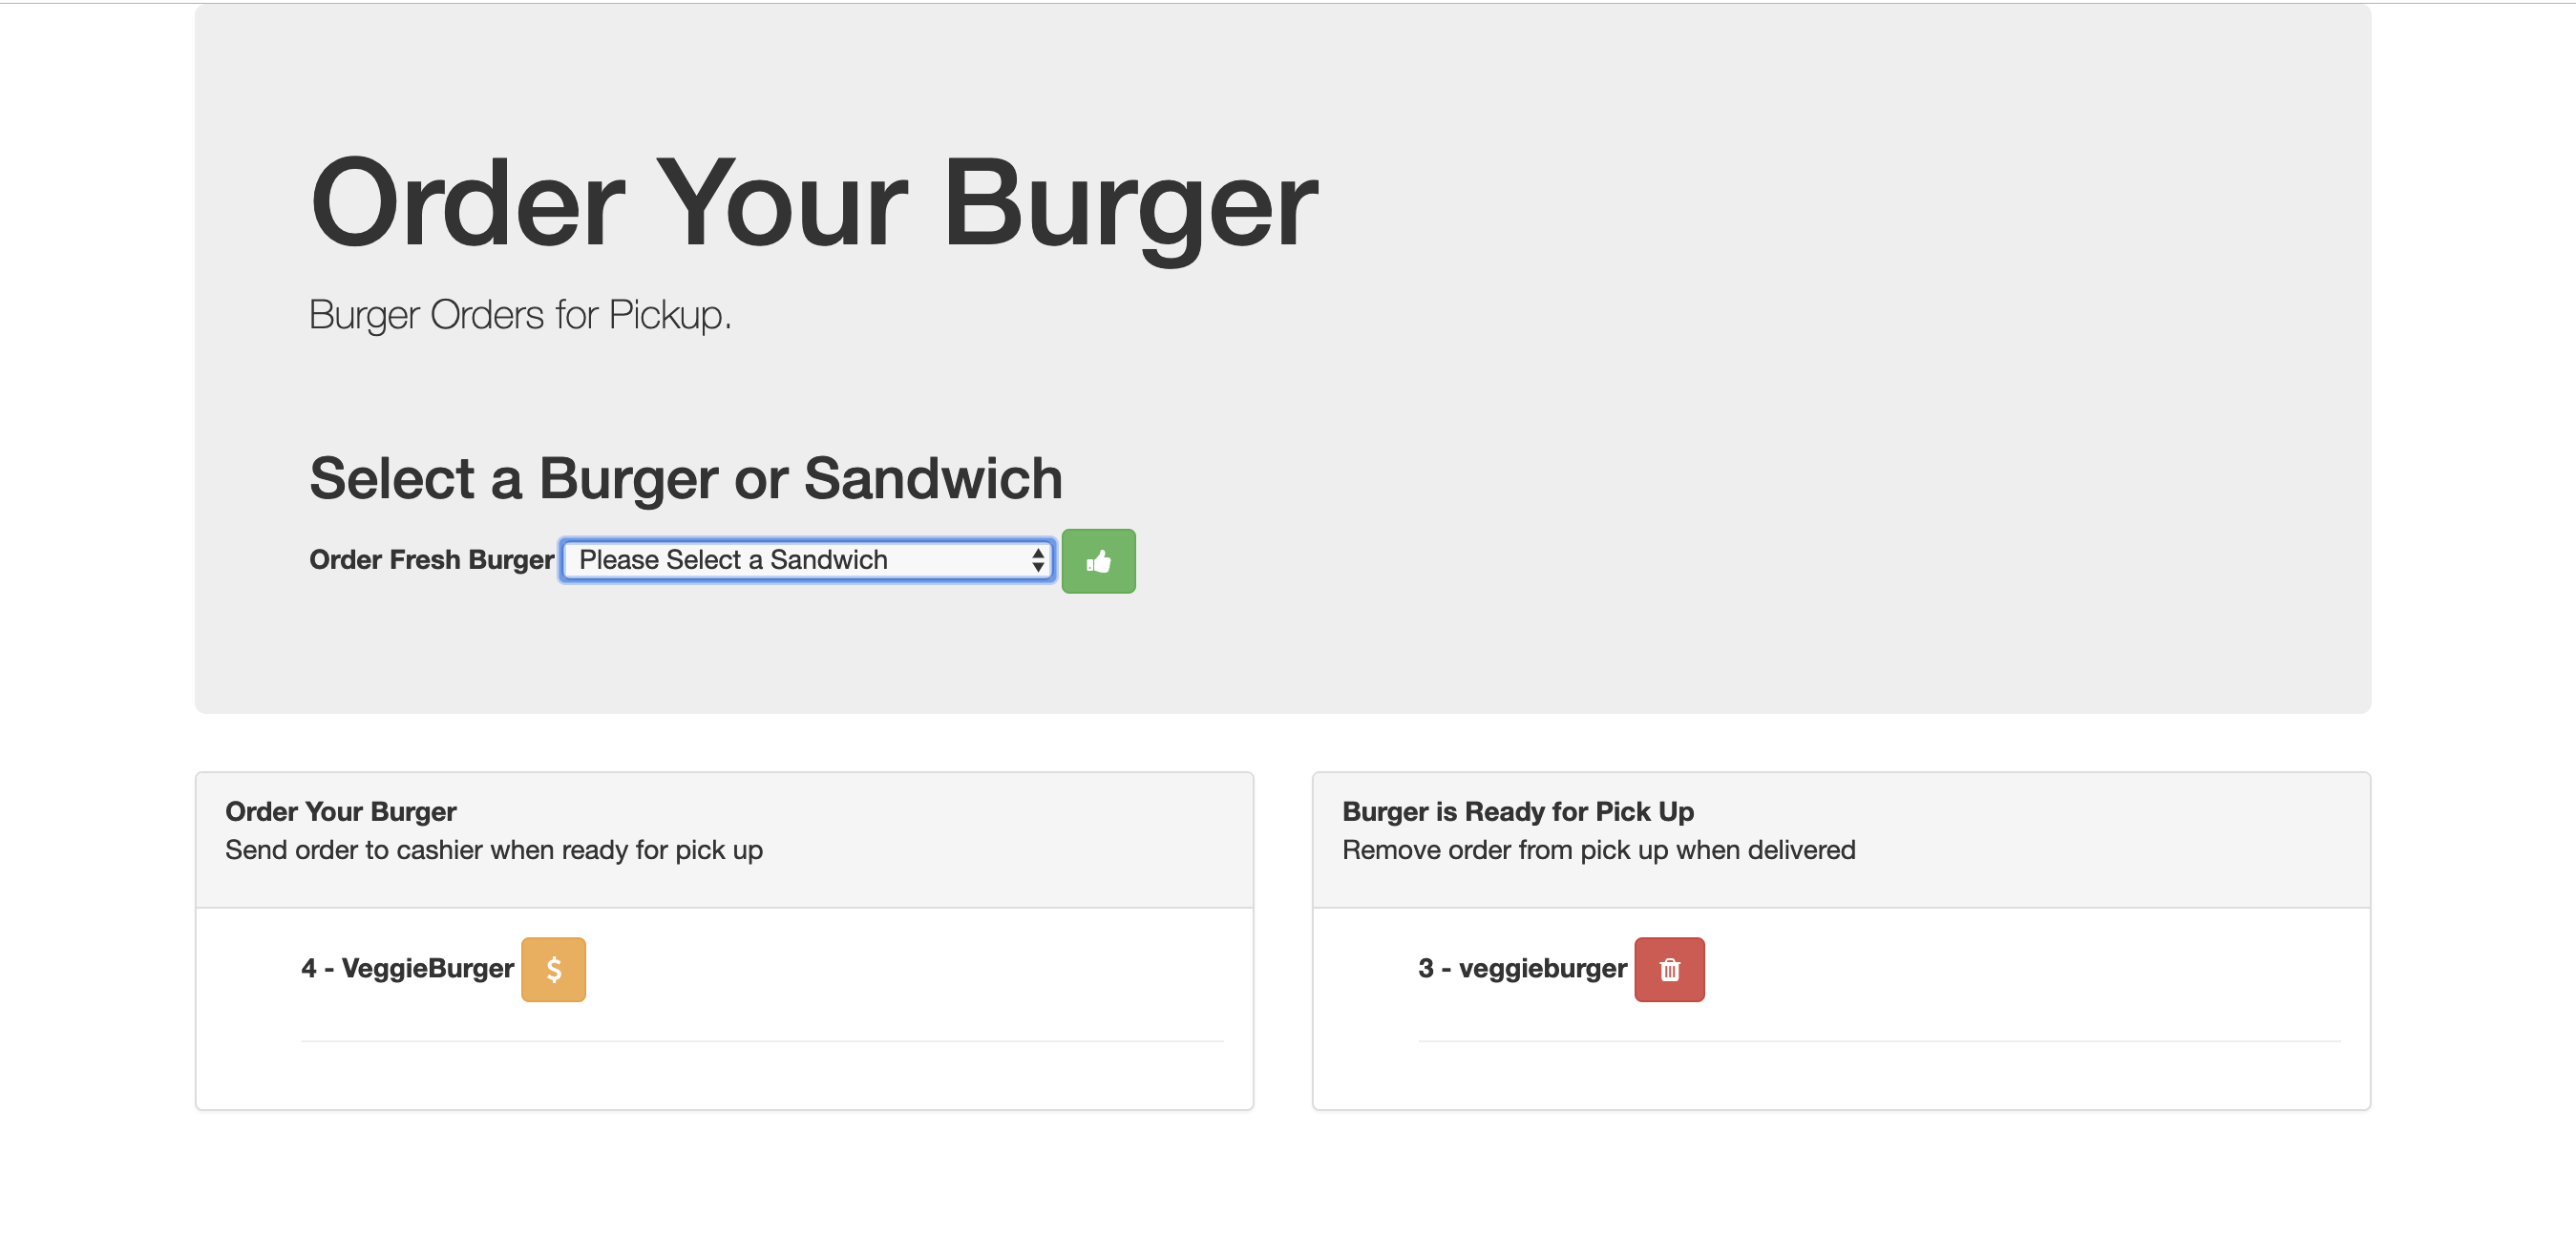 Order Your Burger
Burger Orders for Pickup.
Select a Burger or Sandwich
Order Fresh Burger Please Select a Sandwich
Order Your Burger
Send order to cashier when ready for pick up
4 - VeggieBurger $
Burger is Ready for Pick Up
Remove order from pick up when delivered
3 - veggieburger